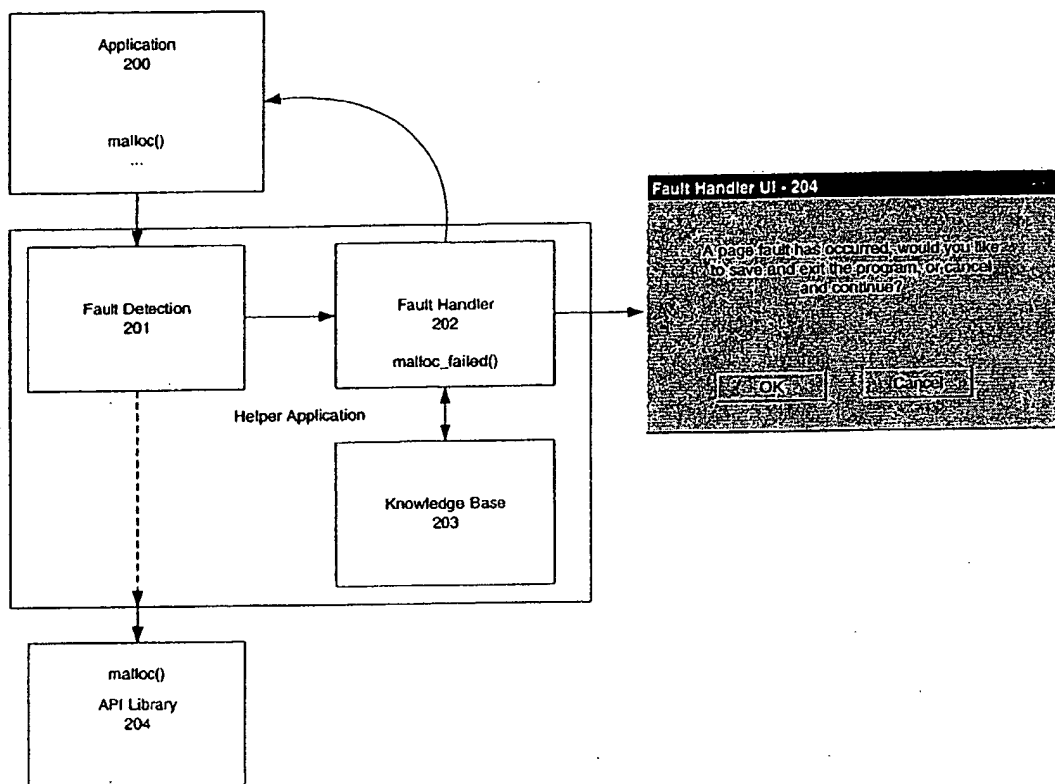 Application
200
malloc()
...
Fault Handler UI - 204
A page fault has occurred, would you like
to save and exit the program, or cancel
and continue?
OK
Cancel
Fault Detection
201
Fault Handler
202
malloc_failed()
Helper Application
Knowledge Base
203
malloc()
API Library
204